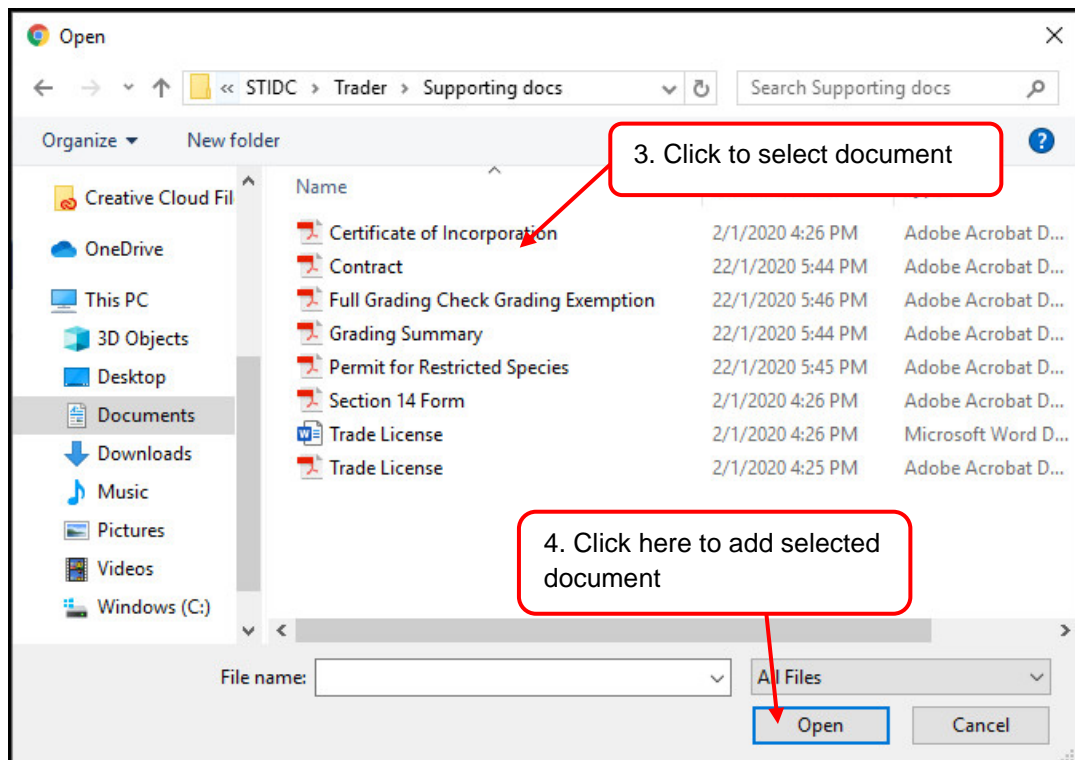 Open
« STIDC > Trader > Supporting docs
Search Supporting docs
Organize
New folder
3. Click to select document
Creative Cloud Fil
OneDrive
This PC
3D Objects
Desktop
Documents
Downloads
Music
Pictures
Videos
Windows (C:)
Name
Certificate of Incorporation 2/1/2020 4:26 PM Adobe Acrobat D...
Contract 22/1/2020 5:44 PM Adobe Acrobat D...
Full Grading Check Grading Exemption 22/1/2020 5:46 PM Adobe Acrobat D...
Grading Summary 22/1/2020 5:44 PM Adobe Acrobat D...
Permit for Restricted Species 22/1/2020 5:45 PM Adobe Acrobat D...
Section 14 Form 2/1/2020 4:26 PM Adobe Acrobat D...
Trade License 2/1/2020 4:26 PM Microsoft Word D...
Trade License 2/1/2020 4:25 PM Adobe Acrobat D...
4. Click here to add selected
document
File name:
All Files
Open
Cancel